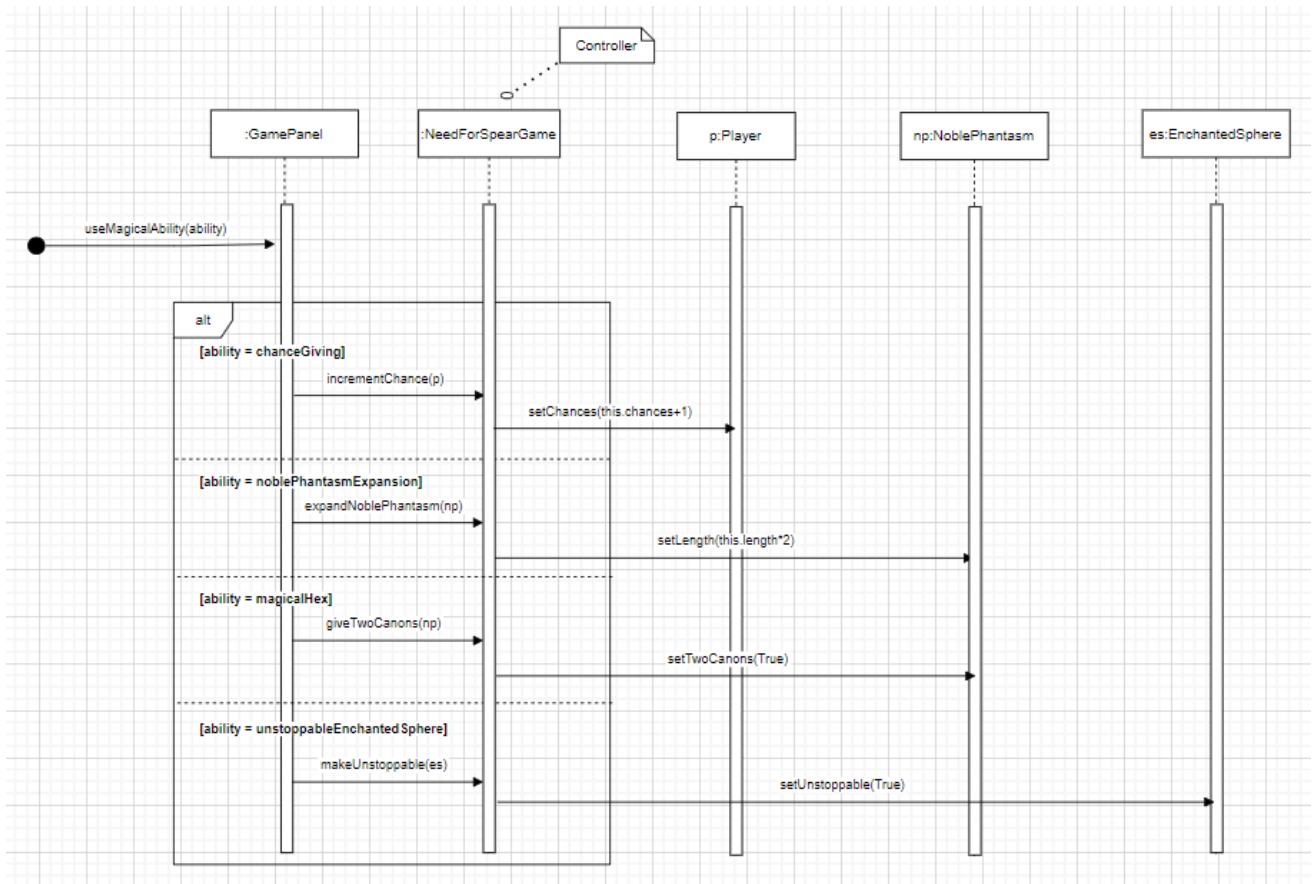 Controller
:GamePanel
:NeedForSpearGame
p:Player
np:NoblePhantasm
es:EnchantedSphere
useMagicalAbility(ability)
alt
[ability = chanceGiving]
incrementChance(p)
setChances(this.chances+1)
[ability = noblePhantasmExpansion]
expandNoblePhantasm(np)
setLength(this.length*2)
[ability = magicalHex]
giveTwoCanons(np)
setTwoCanons(True)
[ability = unstoppableEnchantedSphere]
makeUnstoppable(es)
setUnstoppable(True)